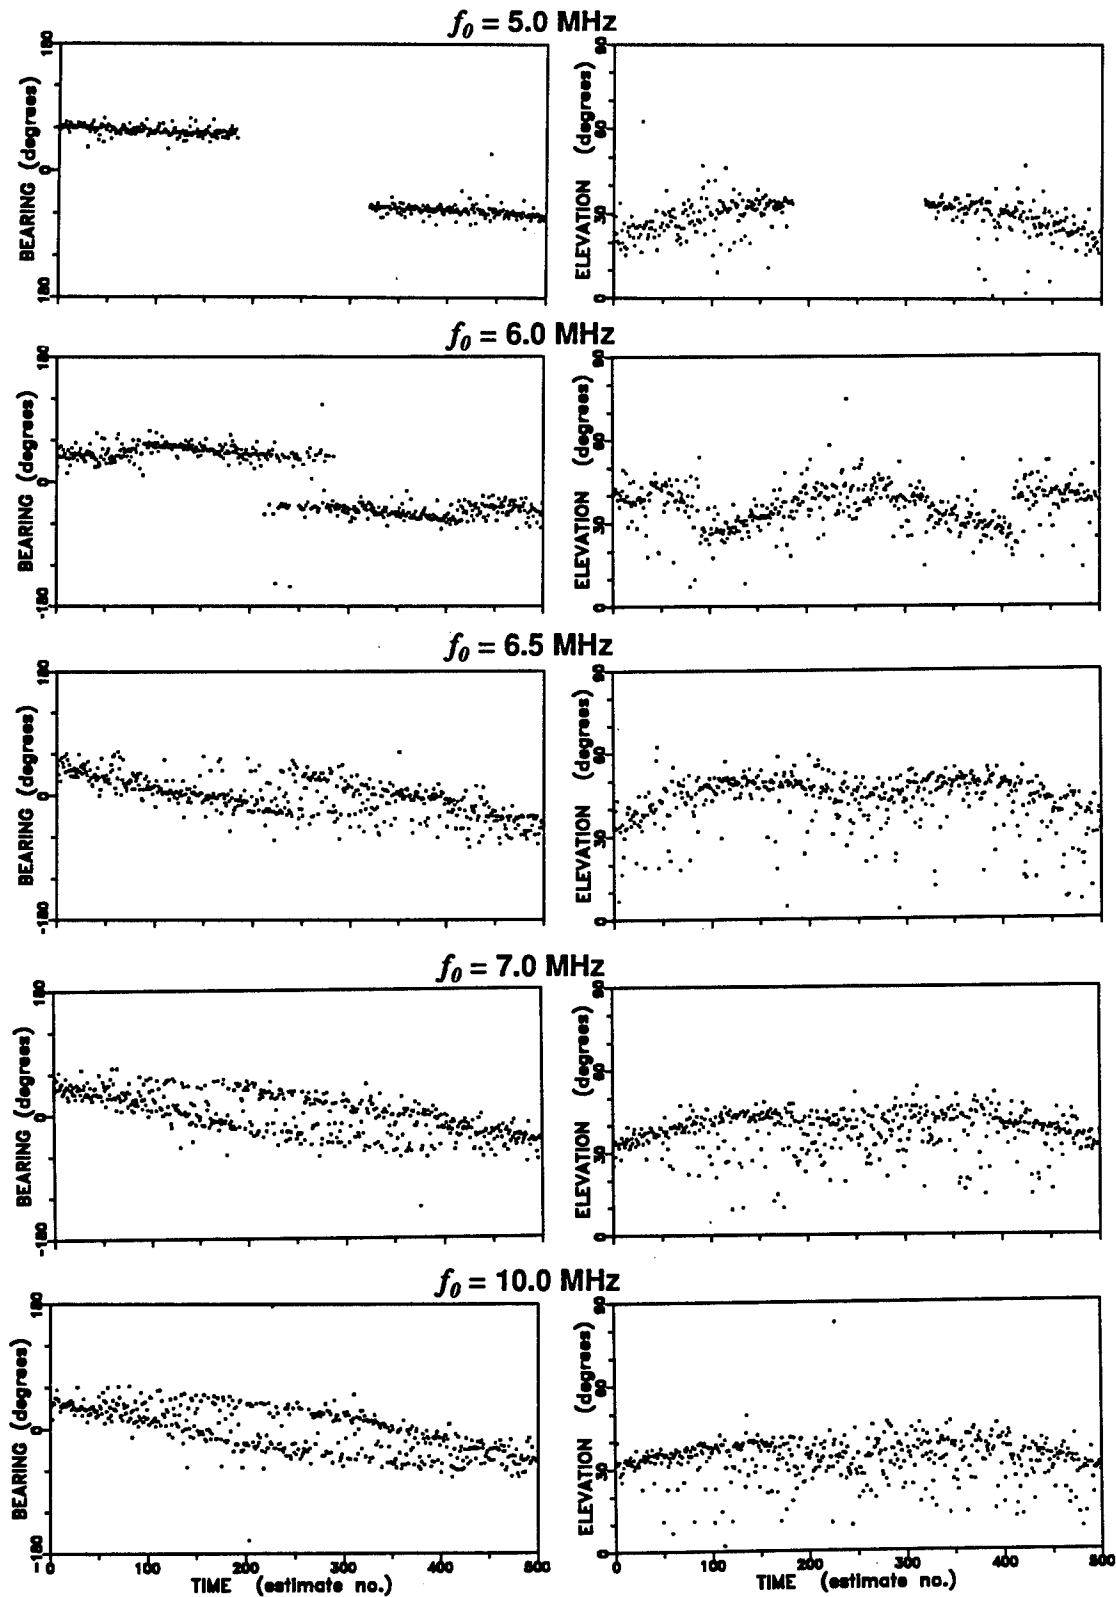 f0 = 5.0 MHz
180
0
180
BEARING (degrees)
90
60
30
0
ELEVATION (degrees)
f0 = 6.0 MHz
180
0
-180
BEARING (degrees)
90
60
30
0
ELEVATION (degrees)
f0 = 6.5 MHz
180
0
-180
BEARING (degrees)
90
60
30
0
ELEVATION (degrees)
f0 = 7.0 MHz
180
0
-180
BEARING (degrees)
90
60
30
0
ELEVATION (degrees)
f0 = 10.0 MHz
180
0
-180
BEARING (degrees)
0 100 200 300 400 500
TIME (estimate no.)
90
60
30
0
ELEVATION (degrees)
0 100 200 300 400 500
TIME (estimate no.)